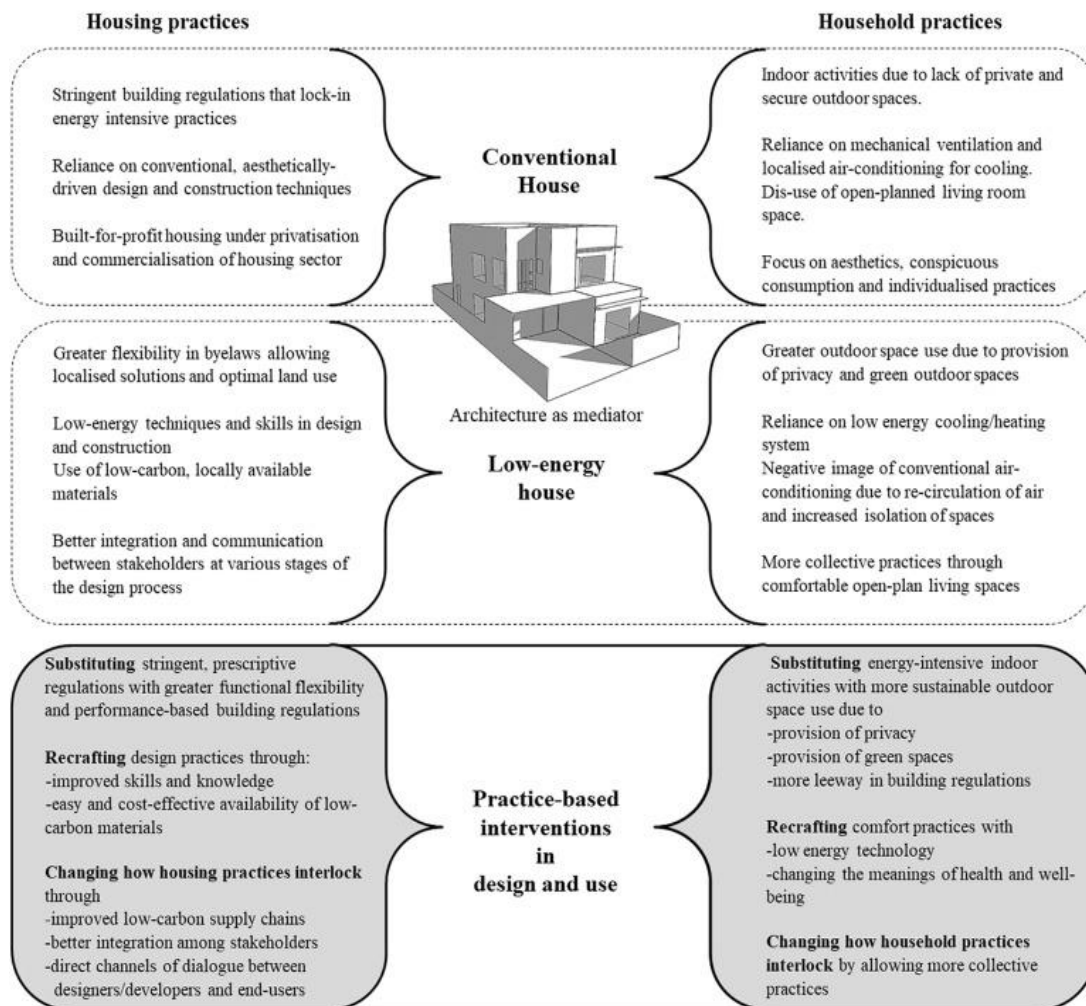 Housing practices
Household practices
Stringent building regulations that lock-in
energy intensive practices
Reliance on conventional, aesthetically-
driven design and construction techniques
Built-for-profit housing under privatisation
and commercialisation of housing sector
Conventional
House
Indoor activities due to lack of private and
secure outdoor spaces.
Reliance on mechanical ventilation and
localised air-conditioning for cooling.
Dis-use of open-planned living room
space.
Focus on aesthetics, conspicuous
consumption and individualised practices
Architecture as mediator
Greater flexibility in byelaws allowing
localised solutions and optimal land use
Low-energy techniques and skills in design
and construction
Use of low-carbon, locally available
materials
Better integration and communication
between stakeholders at various stages of
the design process
Low-energy
house
Greater outdoor space use due to provision
of privacy and green outdoor spaces
Reliance on low energy cooling/heating
system
Negative image of conventional air-
conditioning due to re-circulation of air
and increased isolation of spaces
More collective practices through
comfortable open-plan living spaces
Substituting stringent, prescriptive
regulations with greater functional flexibility
and performance-based building regulations
Recrafting design practices through:
-improved skills and knowledge
-easy and cost-effective availability of low-
carbon materials
Changing how housing practices interlock
through
-improved low-carbon supply chains
-better integration among stakeholders
-direct channels of dialogue between
designers/developers and end-users
Practice-based
interventions
in
design and use
Substituting energy-intensive indoor
activities with more sustainable outdoor
space use due to
-provision of privacy
-provision of green spaces
-more leeway in building regulations
Recrafting comfort practices with
-low energy technology
-changing the meanings of health and well-
being
Changing how household practices
interlock by allowing more collective
practices